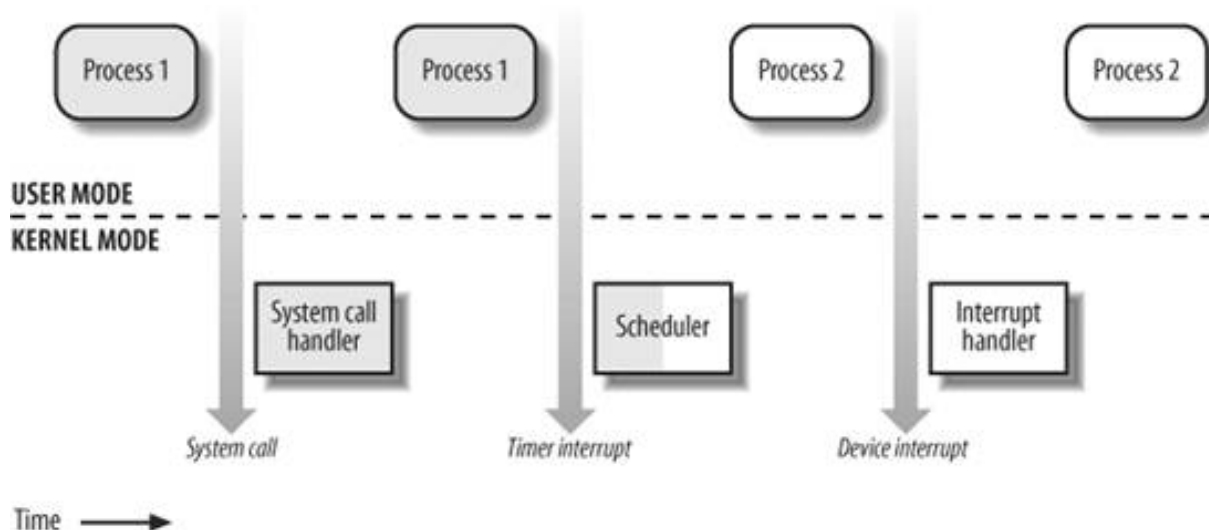 Process 1
Process 1
Process 2
Process 2
USER MODE
KERNEL MODE
System call
handler
Scheduler
Interrupt
handler
System call
Timer interrupt
Device interrupt
Time